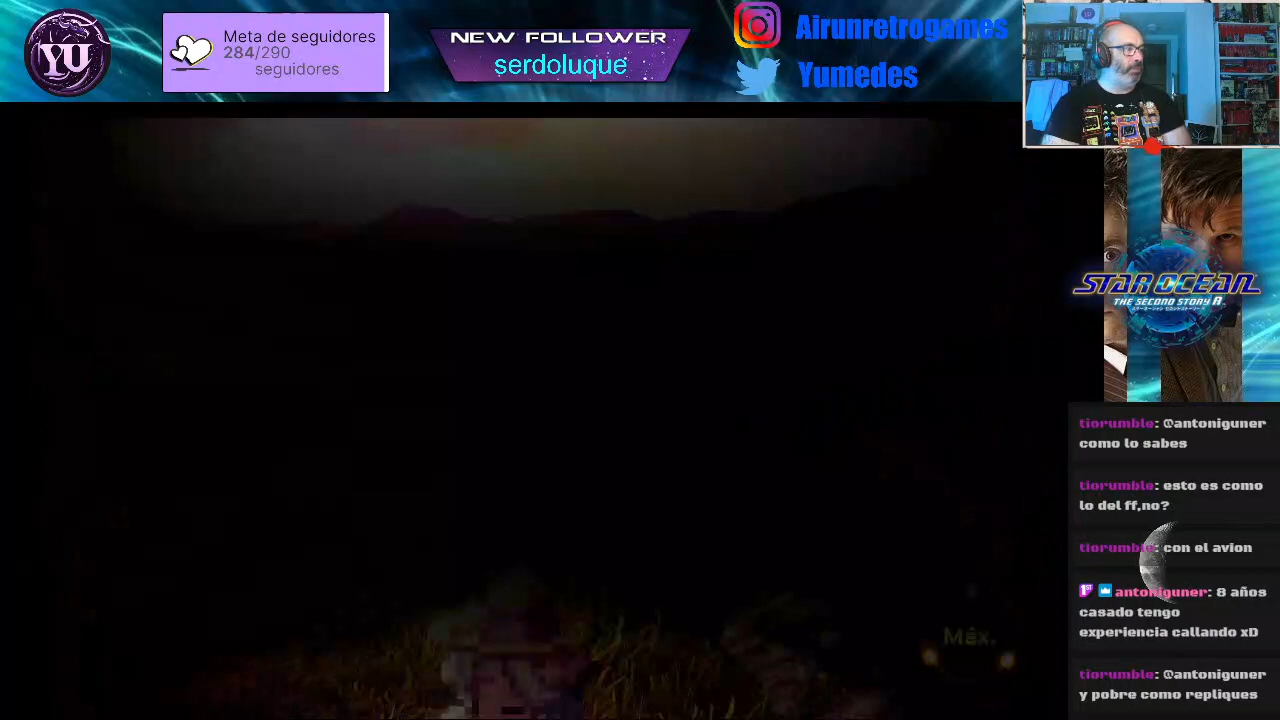 YU
Meta de seguidores
284/290
seguidores
NEW FOLLOWER
serdoluque
Airunretrogames
Yumedes
STAR OCEAN
THE SECOND STORY R
Máx.
tiorumble: @antoniguner
como lo sabes
tiorumble: esto es como
lo del ff,no?
tiorumble: con el avion
antoniguner: 8 años
casado tengo
experiencia callando xD
tiorumble: @antoniguner
y pobre como repliques